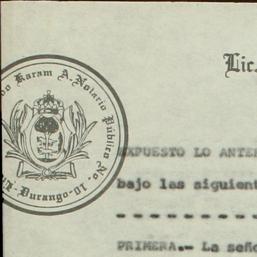 Karam A.-Notario Público No. 10.
Durango-
Lic.
EXPUESTO LO ANTE
bajo las siguient
PRIMERA.- La seño